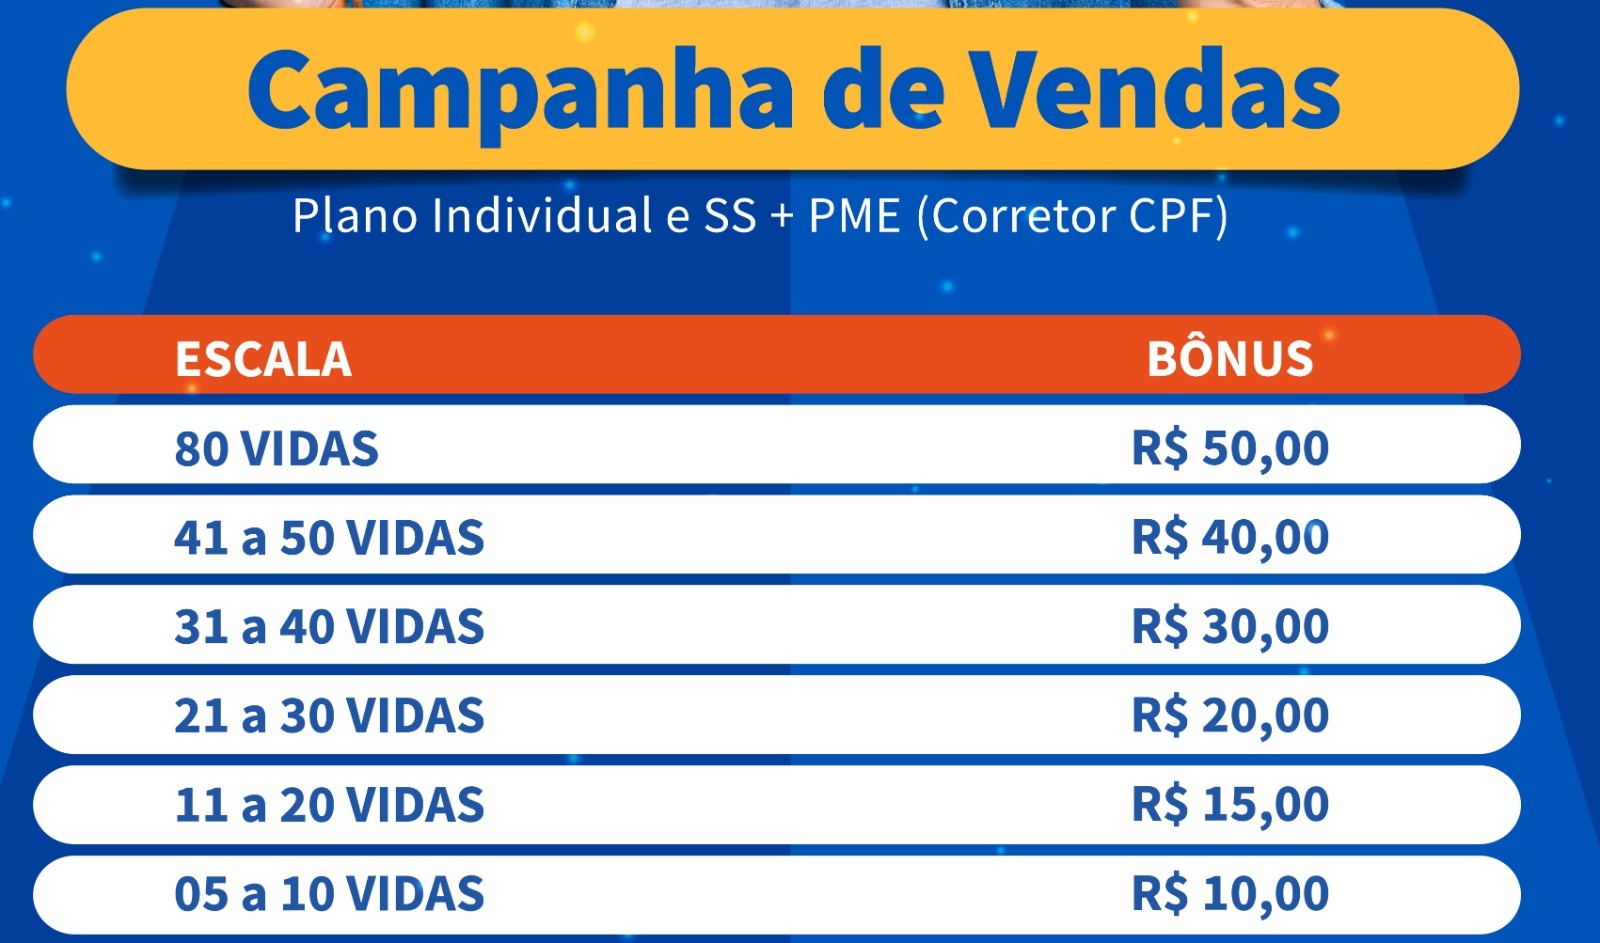 Campanha de Vendas
Plano Individual e SS + PME (Corretor CPF)
ESCALA BÔNUS
80 VIDAS R$ 50,00
41 a 50 VIDAS R$ 40,00
31 a 40 VIDAS R$ 30,00
21 a 30 VIDAS R$ 20,00
11 a 20 VIDAS R$ 15,00
05 a 10 VIDAS R$ 10,00